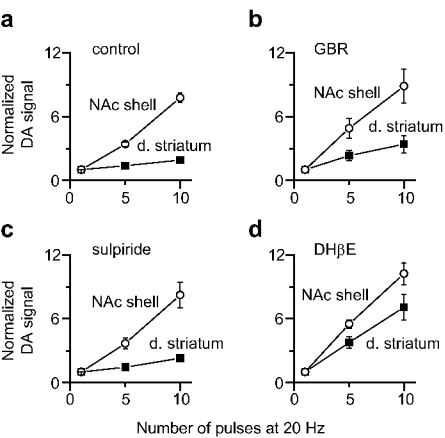 a
control
Normalized
DA signal
12
6
0
NAc shell
d. striatum
0
5
10
b
GBR
12
6
0
NAc shell
d. striatum
0
5
10
c
sulpiride
Normalized
DA signal
12
6
0
NAc shell
d. striatum
0
5
10
d
DHβE
12
6
0
NAc shell
d. striatum
0
5
10
Number of pulses at 20 Hz